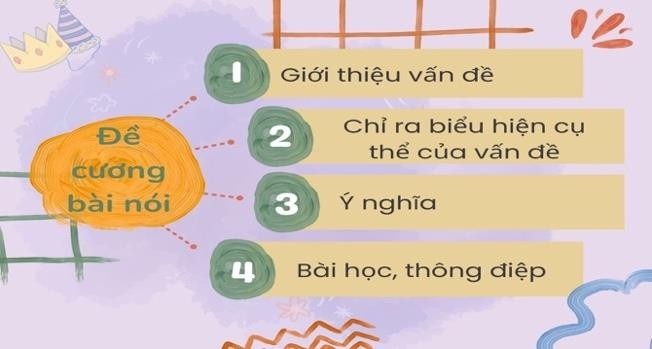 Đề
cương
bài nói
1
Giới thiệu vấn đề
2
Chỉ ra biểu hiện cụ
thể của vấn đề
3
Ý nghĩa
4
Bài học, thông điệp